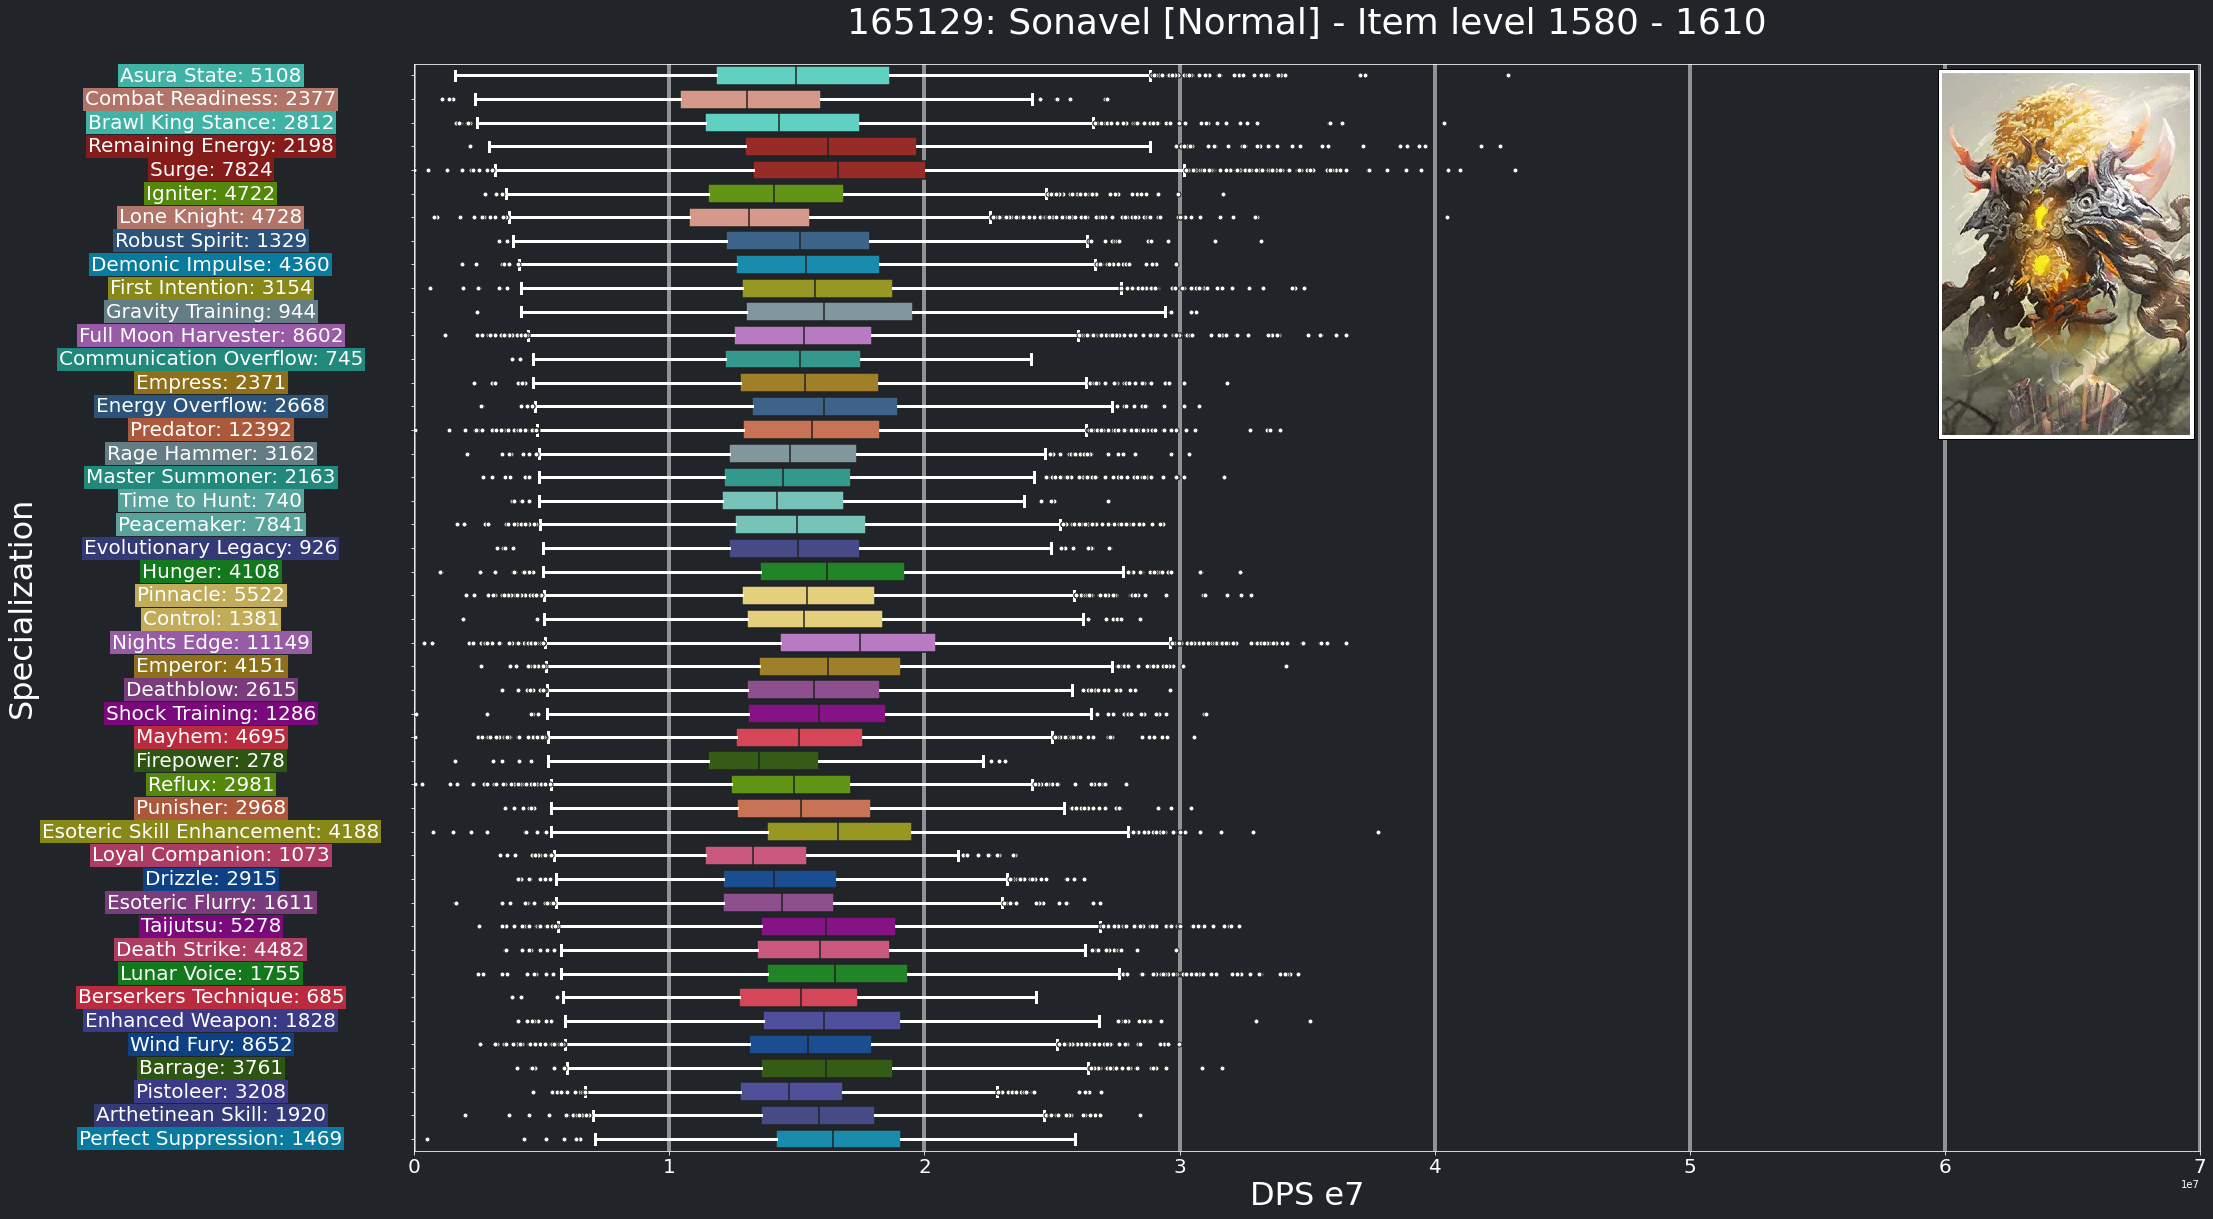 165129: Sonavel [Normal] - Item level 1580 - 1610
Specialization
Asura State: 5108
Combat Readiness: 2377
Brawl King Stance: 2812
Remaining Energy: 2198
Surge: 7824
Igniter: 4722
Lone Knight: 4728
Robust Spirit: 1329
Demonic Impulse: 4360
First Intention: 3154
Gravity Training: 944
Full Moon Harvester: 8602
Communication Overflow: 745
Empress: 2371
Energy Overflow: 2668
Predator: 12392
Rage Hammer: 3162
Master Summoner: 2163
Time to Hunt: 740
Peacemaker: 7841
Evolutionary Legacy: 926
Hunger: 4108
Pinnacle: 5522
Control: 1381
Nights Edge: 11149
Emperor: 4151
Deathblow: 2615
Shock Training: 1286
Mayhem: 4695
Firepower: 278
Reflux: 2981
Punisher: 2968
Esoteric Skill Enhancement: 4188
Loyal Companion: 1073
Drizzle: 2915
Esoteric Flurry: 1611
Taijutsu: 5278
Death Strike: 4482
Lunar Voice: 1755
Berserkers Technique: 685
Enhanced Weapon: 1828
Wind Fury: 8652
Barrage: 3761
Pistoleer: 3208
Arthetinean Skill: 1920
Perfect Suppression: 1469
0 1 2 3 4 5 6 7
1e7
DPS e7